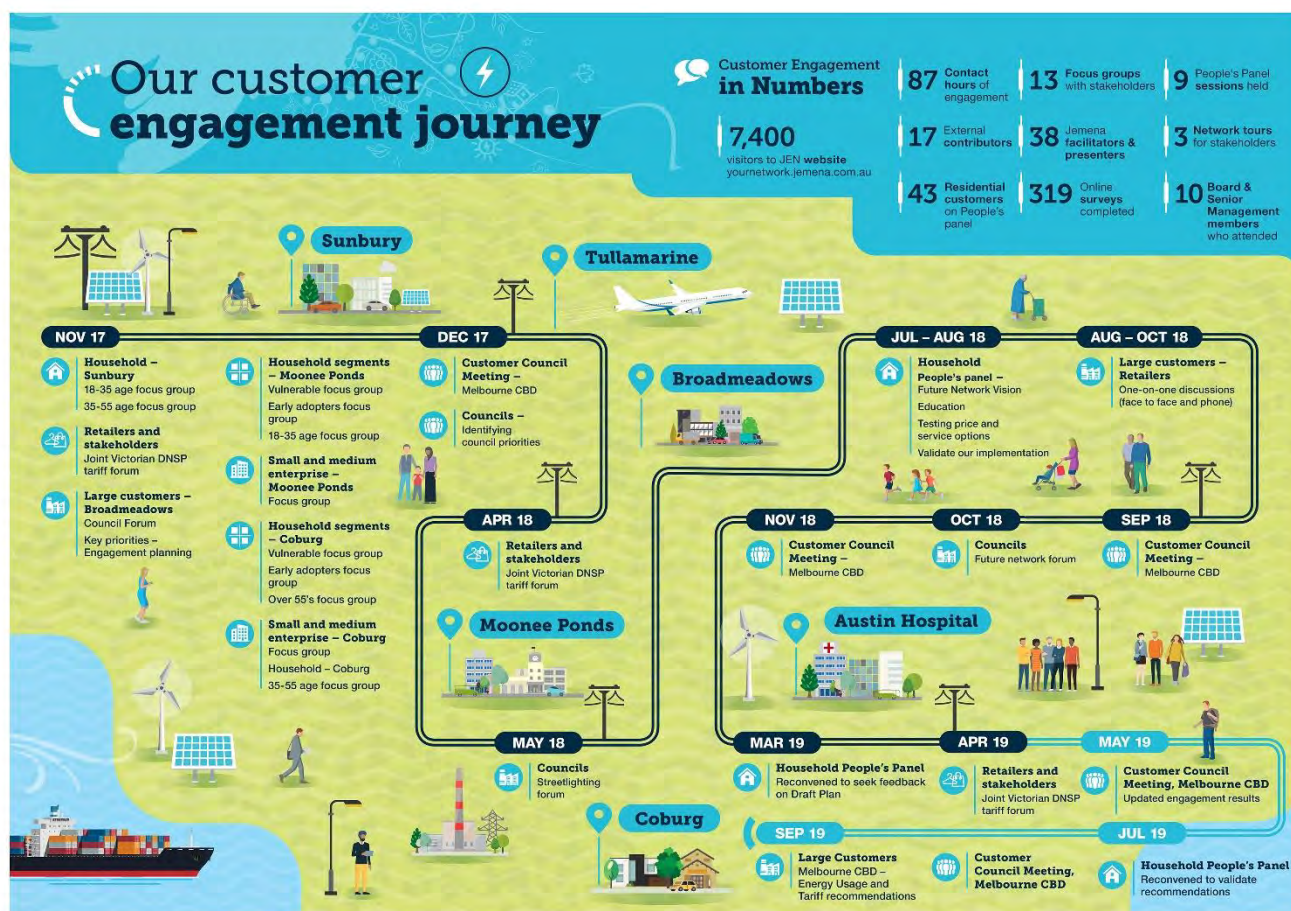 Our customer
engagement journey
Customer Engagement
in Numbers
7,400
visitors to JEN website
yournetwork.jemena.com.au
87 Contact
hours of
engagement
13 Focus groups
with stakeholders
9 People's Panel
sessions held
17 External
contributors
38 Jemena
facilitators &
presenters
3 Network tours
for stakeholders
43 Residential
customers
on People's
panel
319 Online
surveys
completed
10 Board &
Senior
Management
members
who attended
Sunbury
Tullamarine
NOV 17
Household –
Sunbury
18-35 age focus group
35-55 age focus group
Retailers and
stakeholders
Joint Victorian DNSP
tariff forum
Large customers –
Broadmeadows
Council Forum
Key priorities –
Engagement planning
Household segments
– Moonee Ponds
Vulnerable focus group
Early adopters focus
group
18-35 age focus group
Small and medium
enterprise –
Moonee Ponds
Focus group
Household segments
– Coburg
Vulnerable focus group
Early adopters focus
group
Over 55's focus group
Small and medium
enterprise – Coburg
Focus group
Household – Coburg
35-55 age focus group
DEC 17
Customer Council
Meeting –
Melbourne CBD
Councils –
Identifying
council priorities
Broadmeadows
JUL – AUG 18
Household
People's panel –
Future Network Vision
Education
Testing price and
service options
Validate our implementation
AUG – OCT 18
Large customers –
Retailers
One-on-one discussions
(face to face and phone)
APR 18
Retailers and
stakeholders
Joint Victorian DNSP
tariff forum
NOV 18
Customer Council
Meeting –
Melbourne CBD
OCT 18
Councils
Future network forum
SEP 18
Customer Council
Meeting –
Melbourne CBD
Moonee Ponds
Austin Hospital
MAY 18
Councils
Streetlighting
forum
MAR 19
Household People's Panel
Reconvened to seek feedback
on Draft Plan
APR 19
Retailers and
stakeholders
Joint Victorian DNSP
tariff forum
MAY 19
Customer Council
Meeting, Melbourne CBD
Updated engagement results
Coburg
SEP 19
Large Customers
Melbourne CBD –
Energy Usage and
Tariff recommendations
Customer
Council Meeting,
Melbourne CBD
JUL 19
Household People's Panel
Reconvened to validate
recommendations